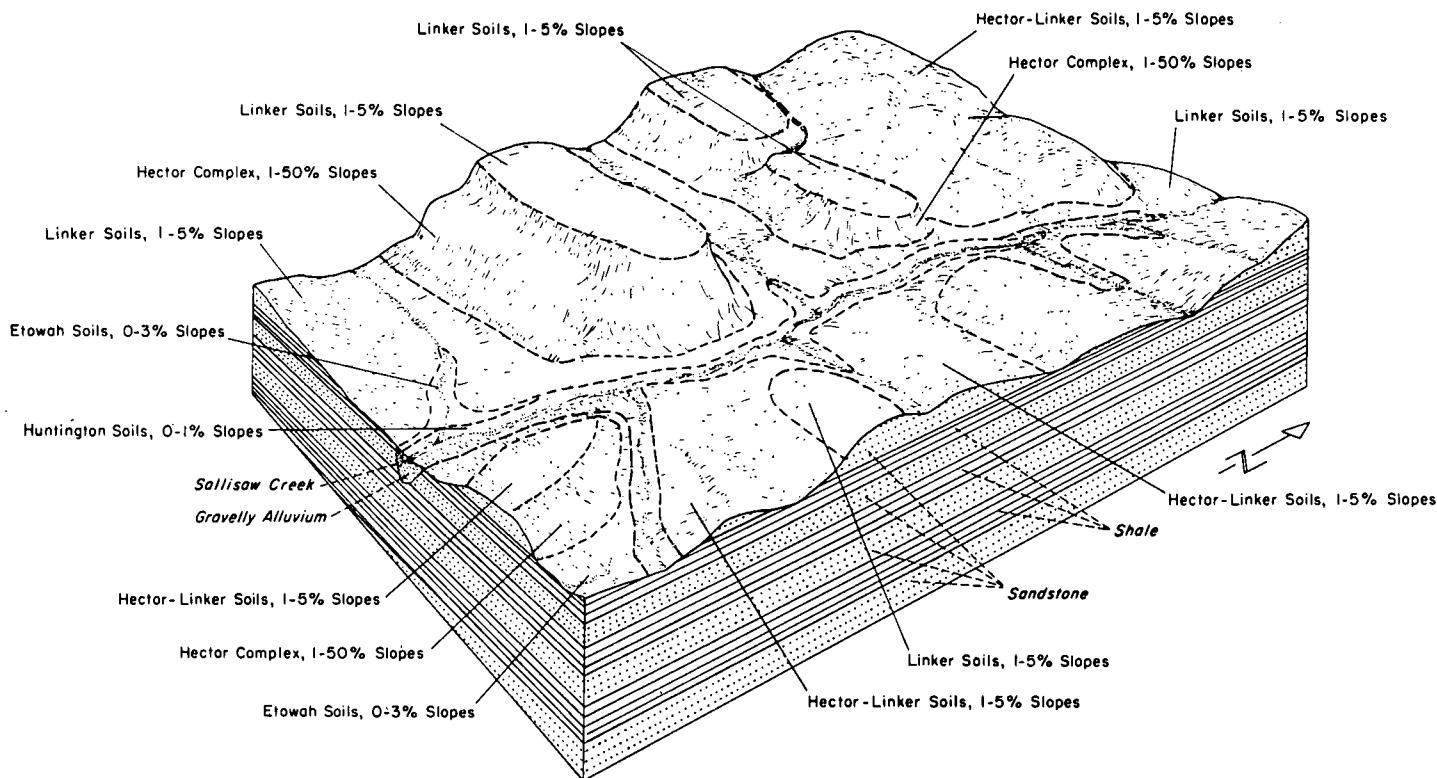 Linker Soils, 1-5% Slopes
Hector-Linker Soils, 1-5% Slopes
Hector Complex, 1-50% Slopes
Linker Soils, 1-5% Slopes
Linker Soils, 1-5% Slopes
Hector Complex, 1-50% Slopes
Linker Soils, 1-5% Slopes
Etowah Soils, 0-3% Slopes
Huntington Soils, 0-1% Slopes
Sallisaw Creek
Gravelly Alluvium
N
Hector-Linker Soils, 1-5% Slopes
Shale
Sandstone
Hector-Linker Soils, 1-5% Slopes
Hector Complex, 1-50% Slopes
Linker Soils, 1-5% Slopes
Hector-Linker Soils, 1-5% Slopes
Etowah Soils, 0-3% Slopes